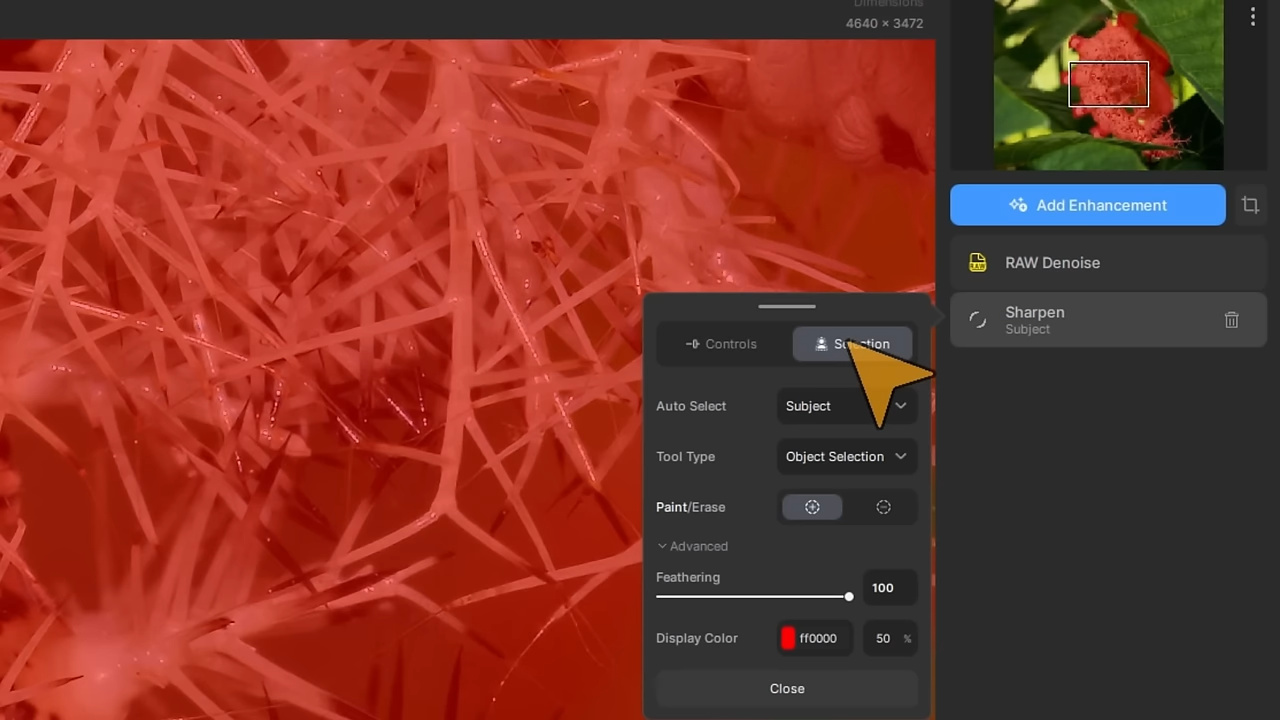 Dimensions
4640 × 3472
Add Enhancement
RAW
RAW Denoise
Sharpen
Subject
Controls
Selection
Auto Select
Subject
Tool Type
Object Selection
Paint/Erase
Advanced
Feathering
100
Display Color
ff0000
50 %
Close